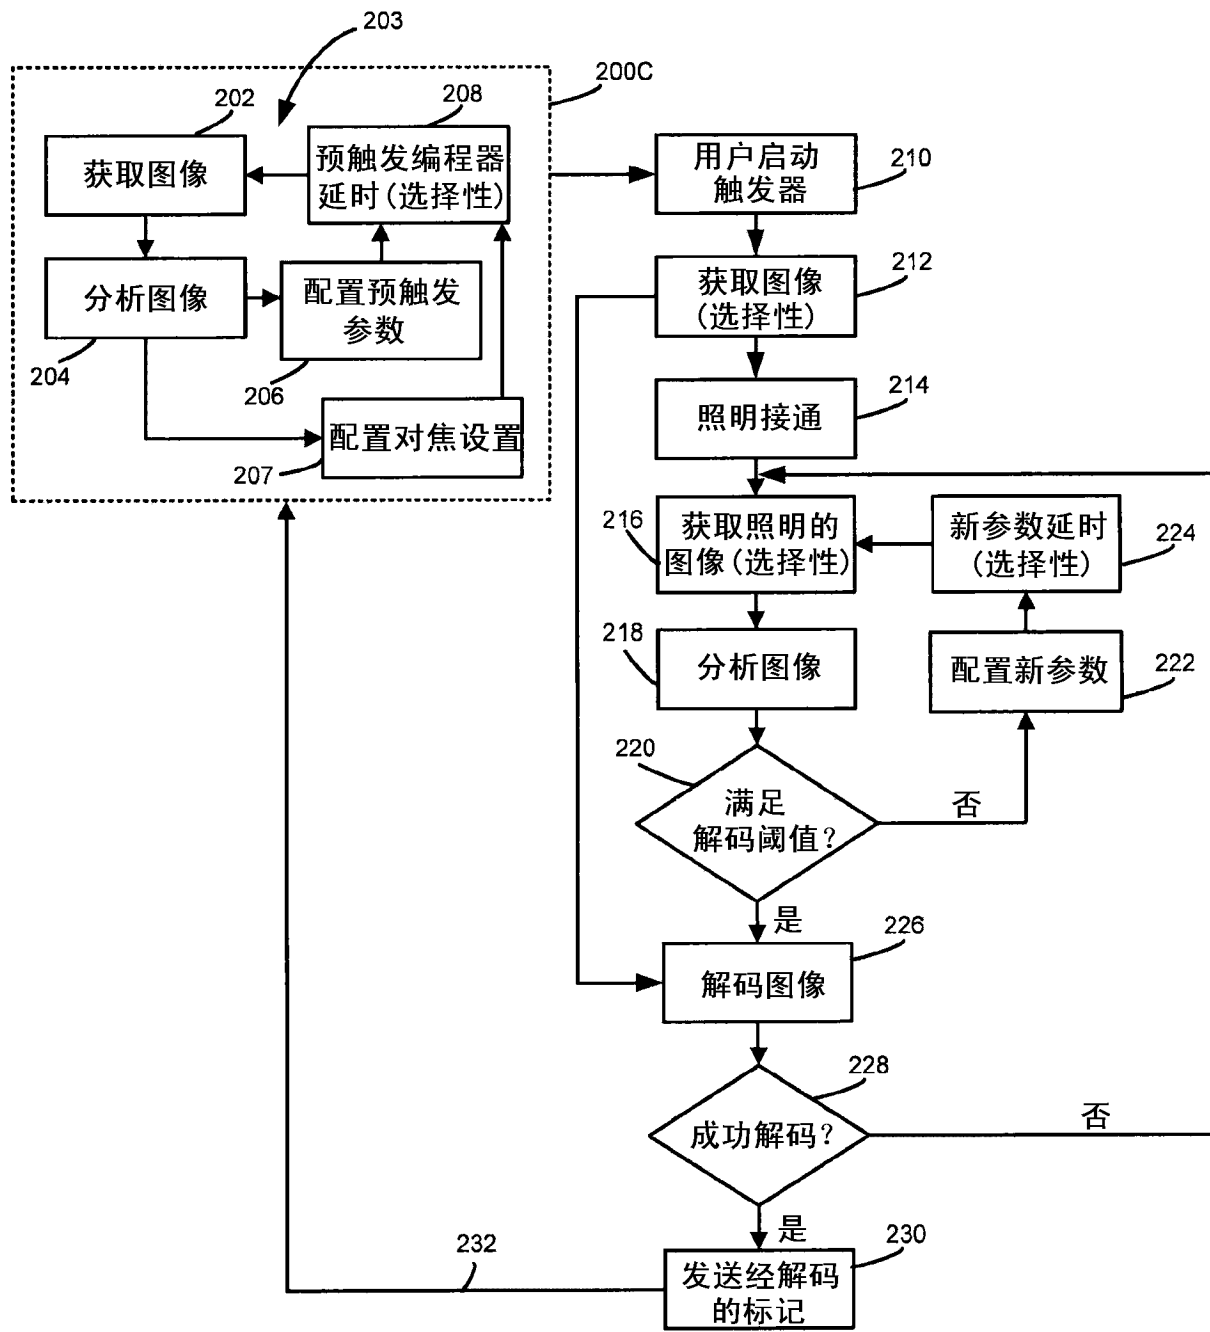 203
200C
202
208
获取图像
预触发编程器
延时(选择性)
分析图像
配置预触发
参数
204
206
配置对焦设置
207
用户启动
触发器
210
获取图像
(选择性)
212
照明接通
214
216
获取照明的
图像(选择性)
新参数延时
(选择性)
224
218
分析图像
配置新参数
222
220
满足
解码阈值?
否
是
解码图像
226
228
成功解码?
否
是
232
发送经解码
的标记
230